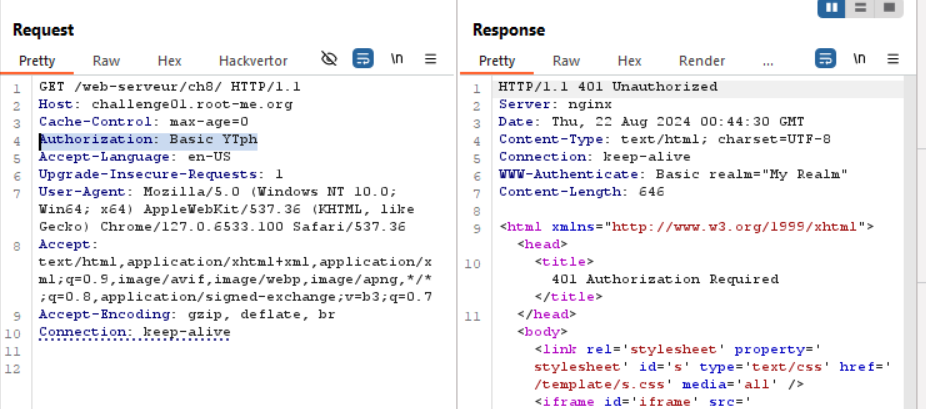 Request
Pretty Raw Hex Hackvertor \n
1 GET /web-serveur/ch8/ HTTP/1.1
2 Host: challenge01.root-me.org
3 Cache-Control: max-age=0
4 Authorization: Basic YTph
5 Accept-Language: en-US
6 Upgrade-Insecure-Requests: 1
7 User-Agent: Mozilla/5.0 (Windows NT 10.0;
Win64; x64) AppleWebKit/537.36 (KHTML, like
Gecko) Chrome/127.0.6533.100 Safari/537.36
8 Accept:
text/html,application/xhtml+xml,application/x
ml;q=0.9,image/avif,image/webp,image/apng,*/*
;q=0.8,application/signed-exchange;v=b3;q=0.7
9 Accept-Encoding: gzip, deflate, br
10 Connection: keep-alive
11
12
Response
Pretty Raw Hex Render ... \n
1 HTTP/1.1 401 Unauthorized
2 Server: nginx
3 Date: Thu, 22 Aug 2024 00:44:30 GMT
4 Content-Type: text/html; charset=UTF-8
5 Connection: keep-alive
6 WWW-Authenticate: Basic realm="My Realm"
7 Content-Length: 646
8
9 <html xmlns="http://www.w3.org/1999/xhtml">
<head>
10 <title>
401 Authorization Required
</title>
11 </head>
<body>
<link rel='stylesheet' property='
stylesheet' id='s' type='text/css' href='
/template/s.css' media='all' />
<iframe id='iframe' src='